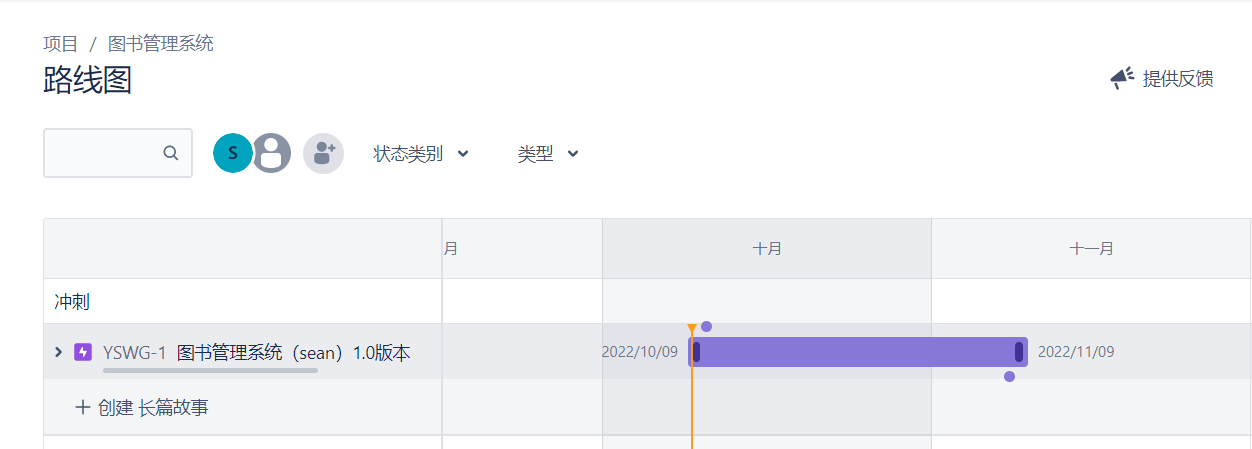 项目 / 图书管理系统
路线图
提供反馈
S
状态类别
类型
月
十月
十一月
冲刺
YSWG-1 图书管理系统（sean）1.0版本
2022/10/09
2022/11/09
+ 创建 长篇故事